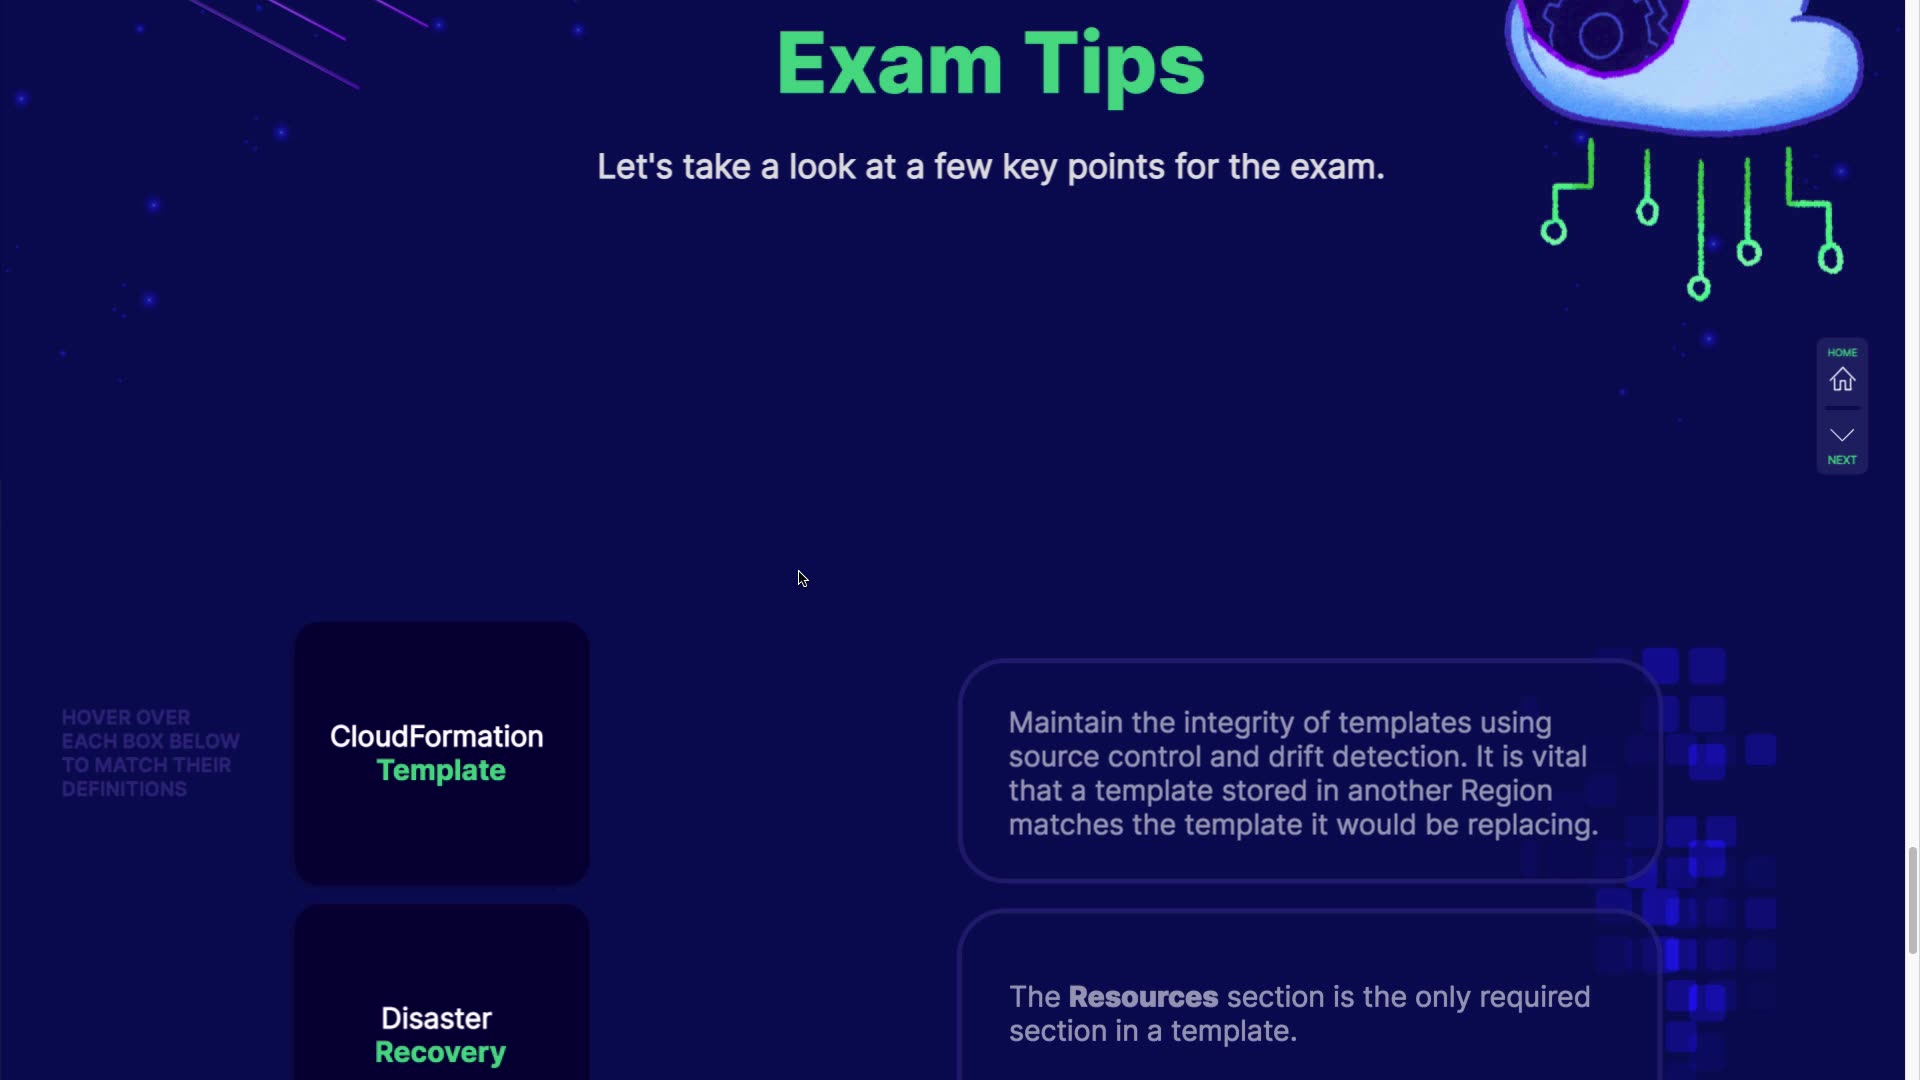 Exam Tips
Let's take a look at a few key points for the exam.
HOME
NEXT
HOVER OVER
EACH BOX BELOW
TO MATCH THEIR
DEFINITIONS
CloudFormation
Template
Maintain the integrity of templates using
source control and drift detection. It is vital
that a template stored in another Region
matches the template it would be replacing.
Disaster
Recovery
The Resources section is the only required
section in a template.